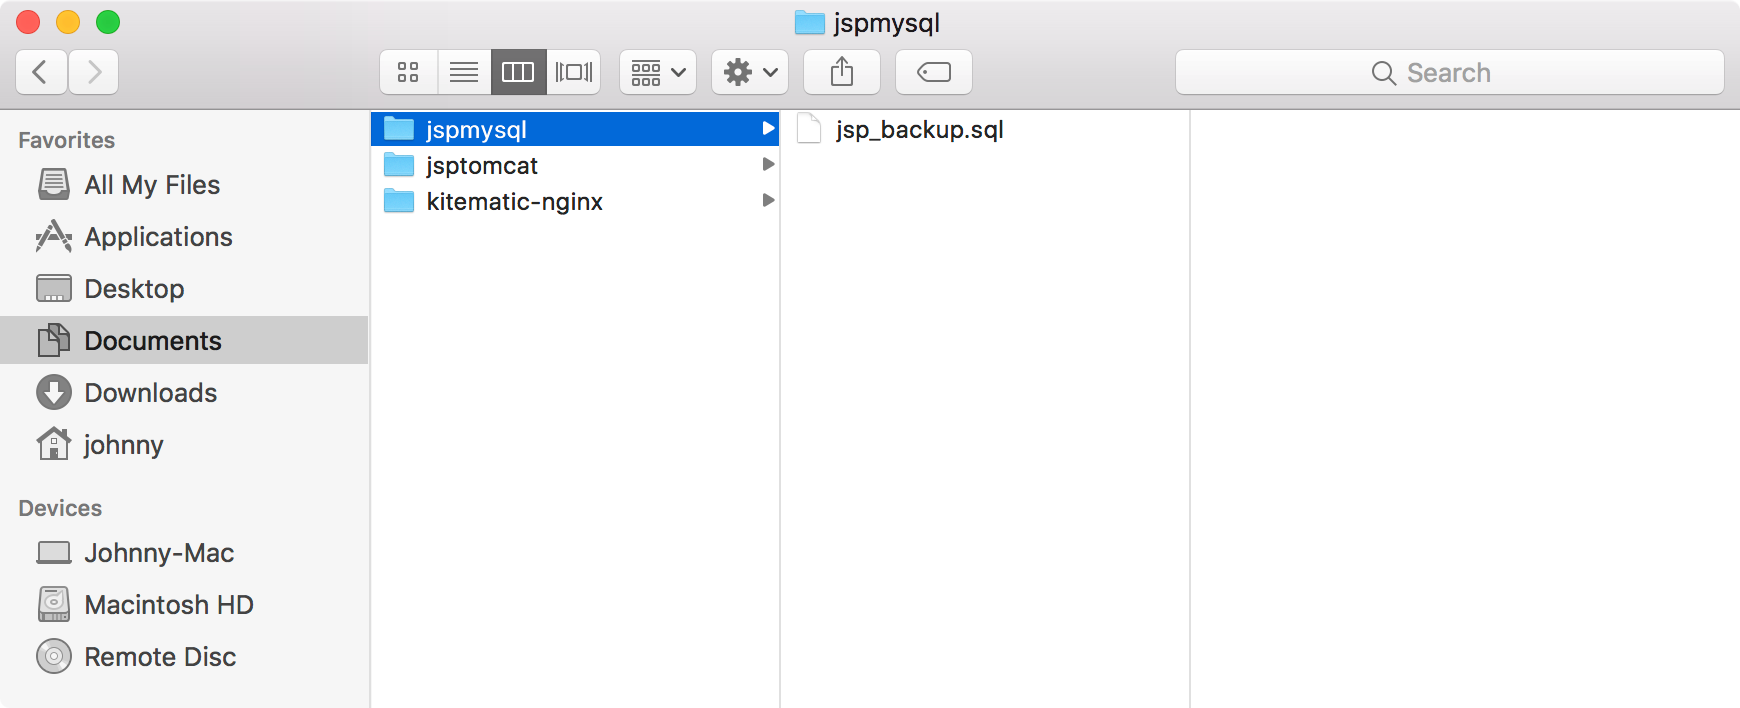 jspmysql
Search
Favorites
All My Files
Applications
Desktop
Documents
Downloads
johnny
Devices
Johnny-Mac
Macintosh HD
Remote Disc
jspmysql
jsptomcat
kitematic-nginx
jsp_backup.sql